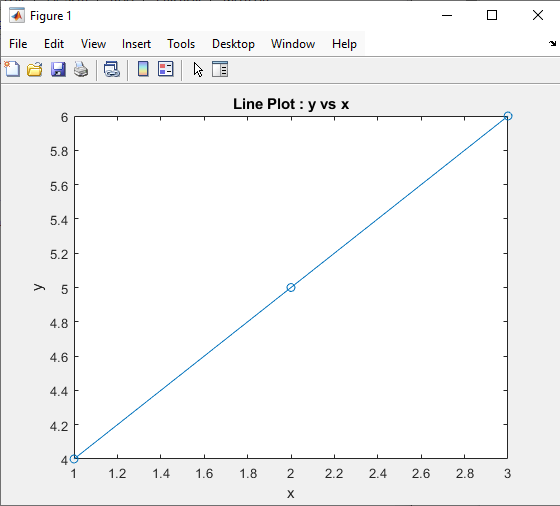 Figure 1
File Edit View Insert Tools Desktop Window Help
Line Plot : y vs x
6
5.8
5.6
5.4
5.2
5
4.8
4.6
4.4
4.2
4
y
1 1.2 1.4 1.6 1.8 2 2.2 2.4 2.6 2.8 3
x